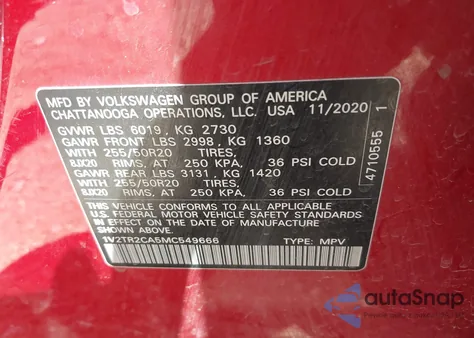 MFD BY VOLKSWAGEN GROUP OF AMERICA
CHATTANOOGA OPERATIONS, LLC. USA 11/2020
GVWR LBS 6019, KG 2730
GAWR FRONT LBS 2998, KG 1360
WITH 255/50R20 TIRES,
8JX20 RIMS, AT 250 KPA, 36 PSI COLD
GAWR REAR LBS 3131, KG 1420
WITH 255/50R20 TIRES,
8JX20 RIMS, AT 250 KPA, 36 PSI COLD
THIS VEHICLE CONFORMS TO ALL APPLICABLE
U.S. FEDERAL MOTOR VEHICLE SAFETY STANDARDS
IN EFFECT ON THE DATE OF
MANUFACTURE SHOWN ABOVE.
1V2TR2CA5MC549666 TYPE: MPV
4710555 1
autoSnap